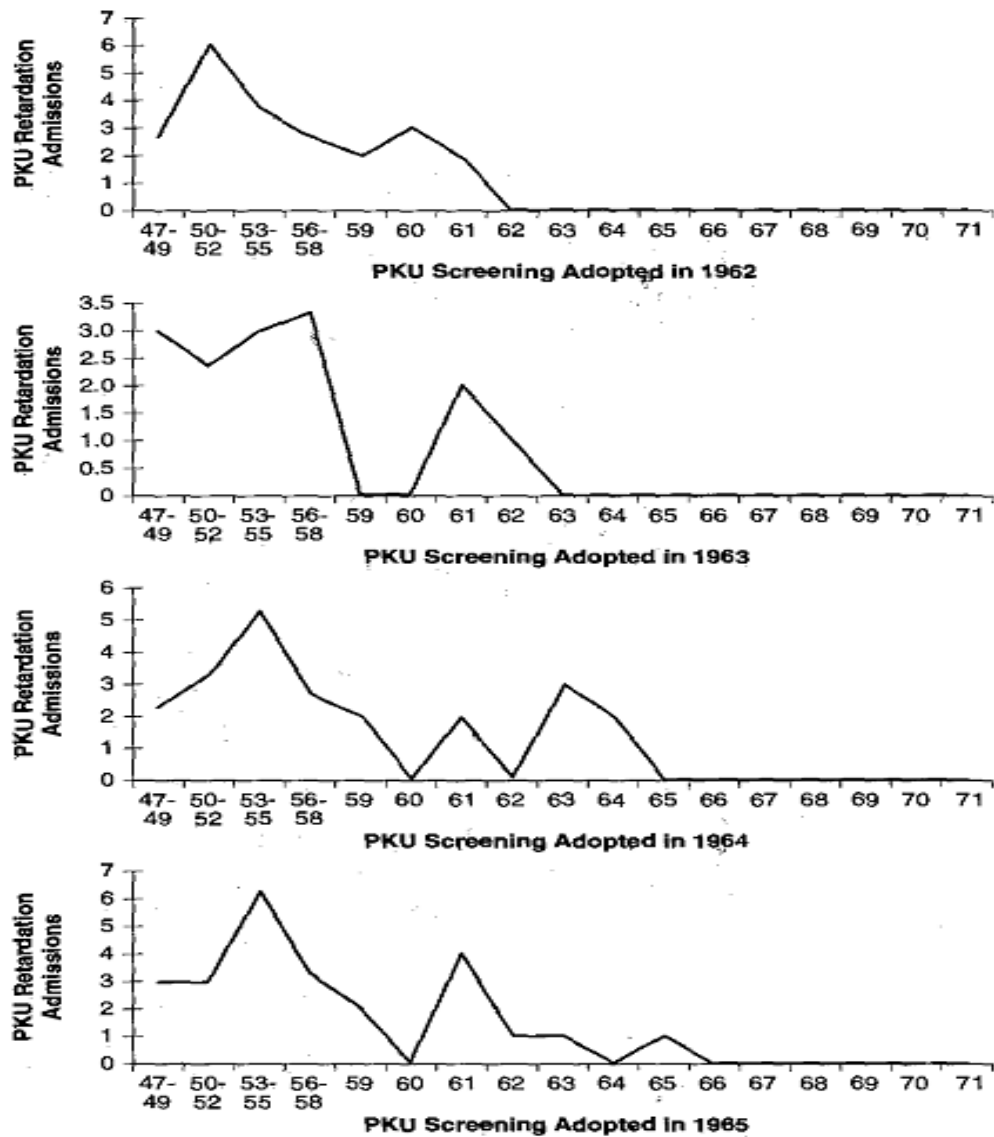 PKU Retardation
Admissions
7
6
5
4
3
2
1
0
47-49 50-52 53-55 56-58 59 60 61 62 63 64 65 66 67 68 69 70 71
PKU Screening Adopted in 1962
PKU Retardation
Admissions
3.5
3.0
2.5
2.0
1.5
1.0
0.5
0
47-49 50-52 53-55 56-58 59 60 61 62 63 64 65 66 67 68 69 70 71
PKU Screening Adopted in 1963
PKU Retardation
Admissions
6
5
4
3
2
1
0
47-49 50-52 53-55 56-58 59 60 61 62 63 64 65 66 67 68 69 70 71
PKU Screening Adopted in 1964
PKU Retardation
Admissions
7
6
5
4
3
2
1
0
47-49 50-52 53-55 56-58 59 60 61 62 63 64 65 66 67 68 69 70 71
PKU Screening Adopted in 1965